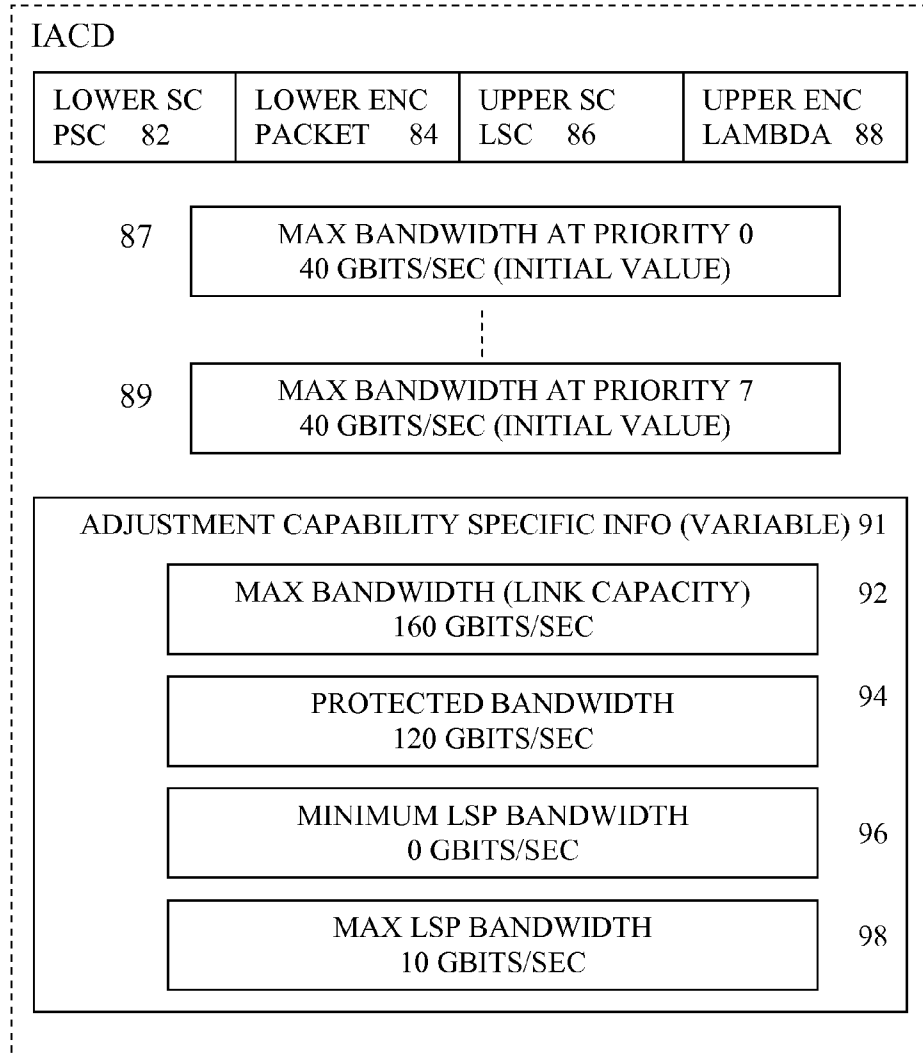 IACD
LOWER SC
PSC 82
LOWER ENC
PACKET 84
UPPER SC
LSC 86
UPPER ENC
LAMBDA 88
87
MAX BANDWIDTH AT PRIORITY 0
40 GBITS/SEC (INITIAL VALUE)
89
MAX BANDWIDTH AT PRIORITY 7
40 GBITS/SEC (INITIAL VALUE)
ADJUSTMENT CAPABILITY SPECIFIC INFO (VARIABLE) 91
MAX BANDWIDTH (LINK CAPACITY)
160 GBITS/SEC
92
PROTECTED BANDWIDTH
120 GBITS/SEC
94
MINIMUM LSP BANDWIDTH
0 GBITS/SEC
96
MAX LSP BANDWIDTH
10 GBITS/SEC
98